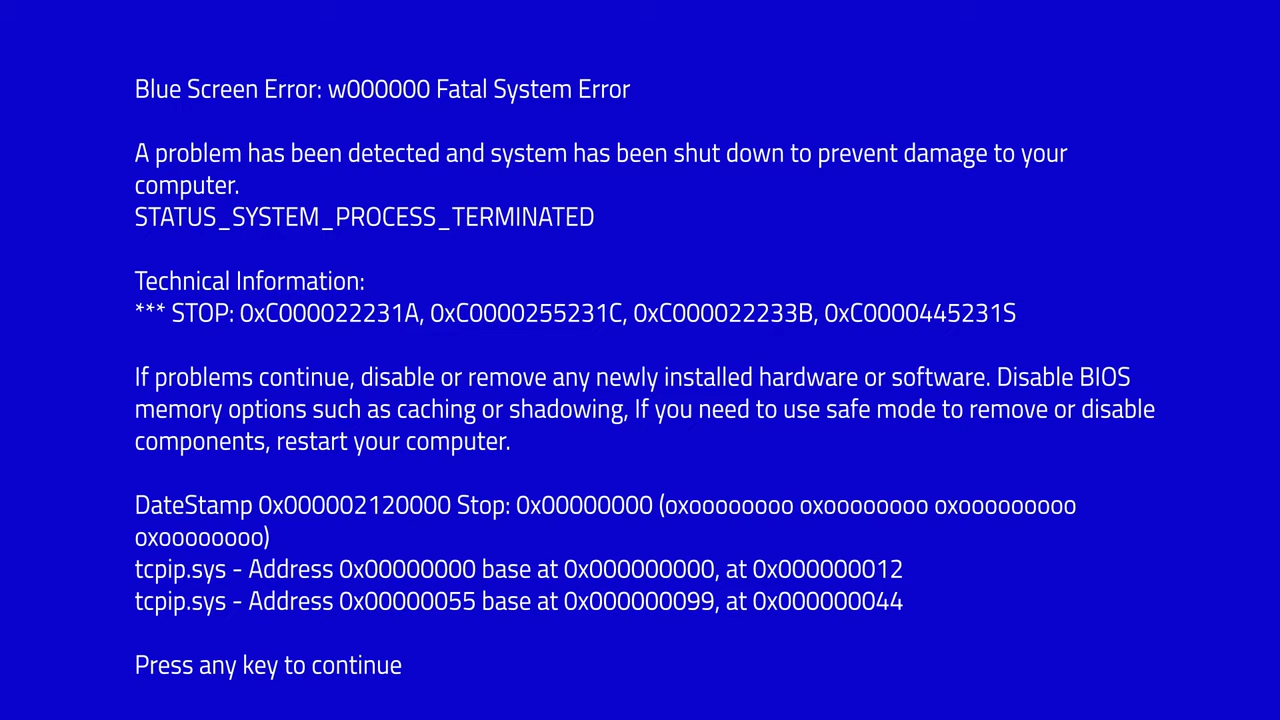 Blue Screen Error: w000000 Fatal System Error
A problem has been detected and system has been shut down to prevent damage to your
computer.
STATUS_SYSTEM_PROCESS_TERMINATED
Technical Information:
*** STOP: 0xC000022231A, 0xC0000255231C, 0xC000022233B, 0xC0000445231S
If problems continue, disable or remove any newly installed hardware or software. Disable BIOS
memory options such as caching or shadowing, If you need to use safe mode to remove or disable
components, restart your computer.
DateStamp 0x000002120000 Stop: 0x00000000 (oxoooooooo oxoooooooo oxooooooooo
oxoooooooo)
tcpip.sys - Address 0x00000000 base at 0x000000000, at 0x000000012
tcpip.sys - Address 0x00000055 base at 0x000000099, at 0x000000044
Press any key to continue